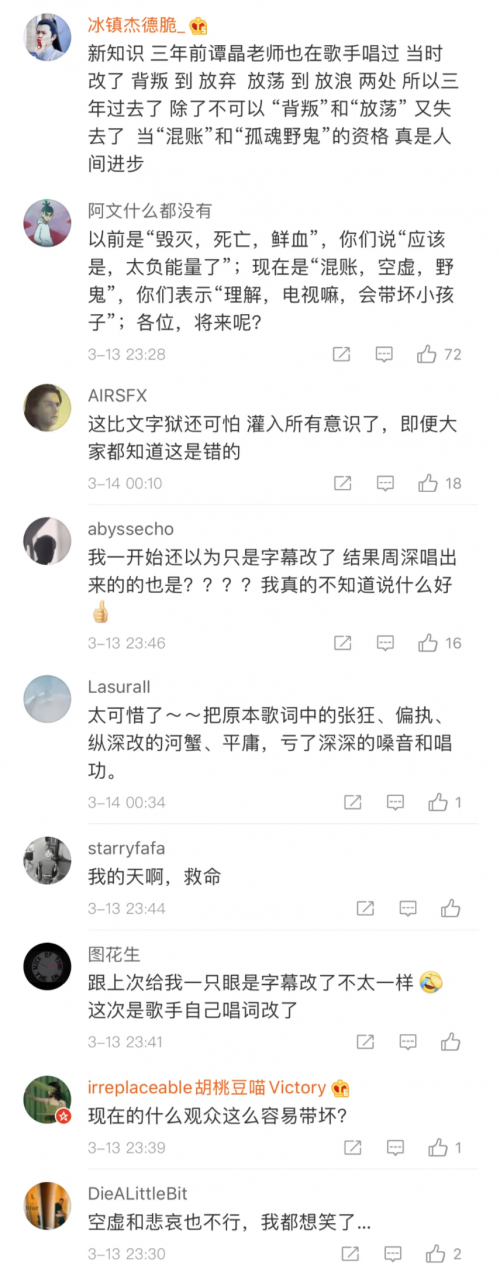 冰镇杰德脆_
新知识 三年前谭晶老师也在歌手唱过 当时
改了 背叛 到 放弃 放荡 到 放浪 两处 所以三
年过去了 除了不可以 “背叛”和“放荡” 又失
去了 当“混账”和“孤魂野鬼”的资格 真是人
间进步
阿文什么都没有
以前是“毁灭，死亡，鲜血”，你们说“应该
是，太负能量了”；现在是“混账，空虚，野
鬼”，你们表示“理解，电视嘛，会带坏小孩
子”；各位，将来呢？
3-13 23:28 72
AIRSFX
这比文字狱还可怕 灌入所有意识了，即便大
家都知道这是错的
3-14 00:10 18
abyssecho
我一开始还以为只是字幕改了 结果周深唱出
来的的也是？？？？我真的不知道说什么好
👍🏻
3-13 23:46 16
Lasurall
太可惜了～～把原本歌词中的张狂、偏执、
纵深改的河蟹、平庸，亏了深深的嗓音和唱
功。
3-14 00:34 1
starryfafa
我的天啊，救命
3-13 23:44
图花生
跟上次给我一只眼是字幕改了不太一样 🤣
这次是歌手自己唱词改了
3-13 23:41
irreplaceable胡桃豆喵Victory
现在的什么观众这么容易带坏？
3-13 23:39 1
DieALittleBit
空虚和悲哀也不行，我都想笑了...
3-13 23:30 2